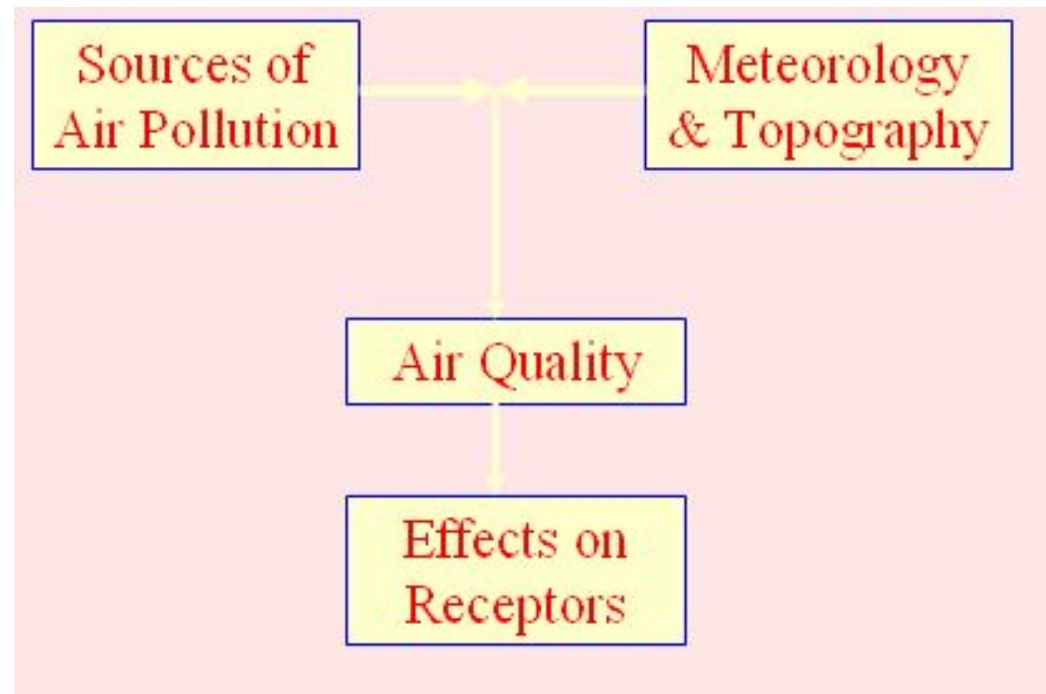 Sources of
Air Pollution
Meteorology
& Topography
Air Quality
Effects on
Receptors